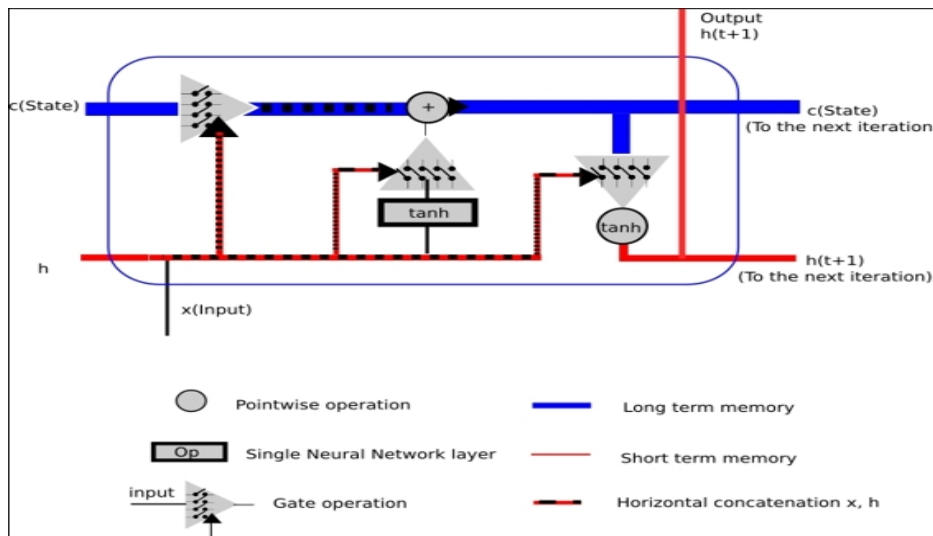 Output
h(t+1)
c(State)
+
c(State)
(To the next iteration
tanh
tanh
h
h(t+1)
(To the next iteration)
x(Input)
Pointwise operation
Long term memory
Op
Single Neural Network layer
Short term memory
input
Gate operation
Horizontal concatenation x, h